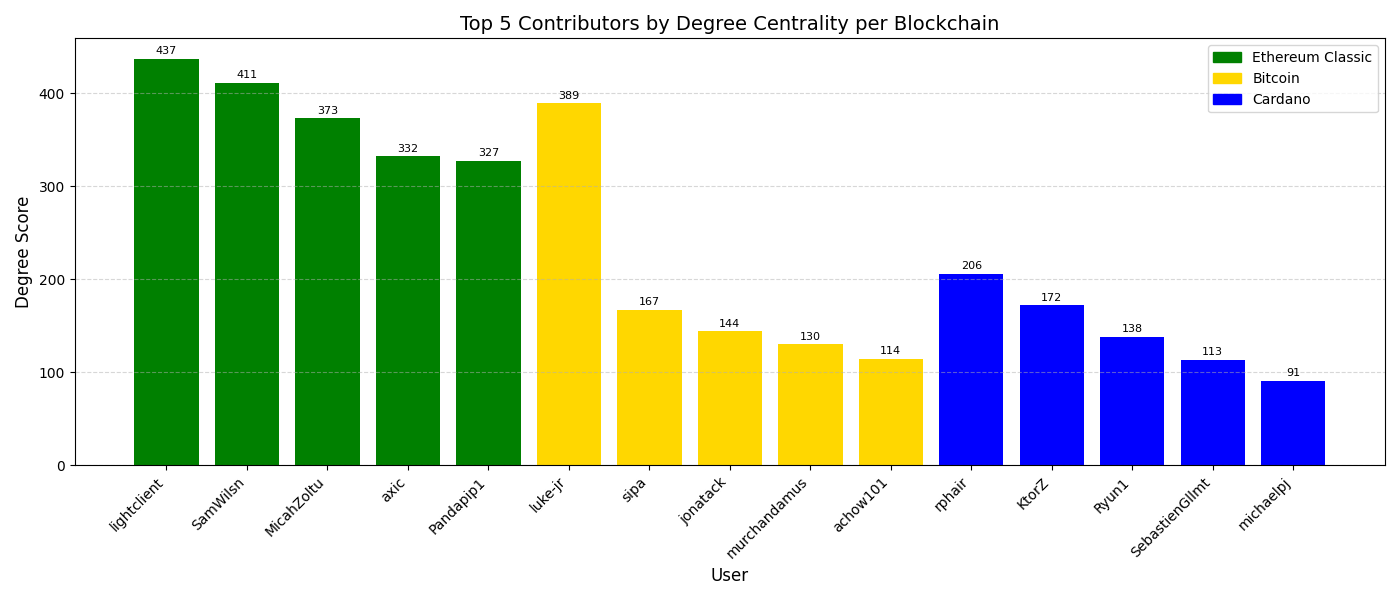 Top 5 Contributors by Degree Centrality per Blockchain
Ethereum Classic
Bitcoin
Cardano
Degree Score
400
300
200
100
0
437
411
373
332
327
389
167
144
130
114
206
172
138
113
91
lightclient
SamWilsn
MicahZoltu
axic
Pandapip1
luke-jr
sipa
jonatack
murchandamus
achow101
rphair
KtorZ
Ryun1
SebastienGllmt
michaelpj
User